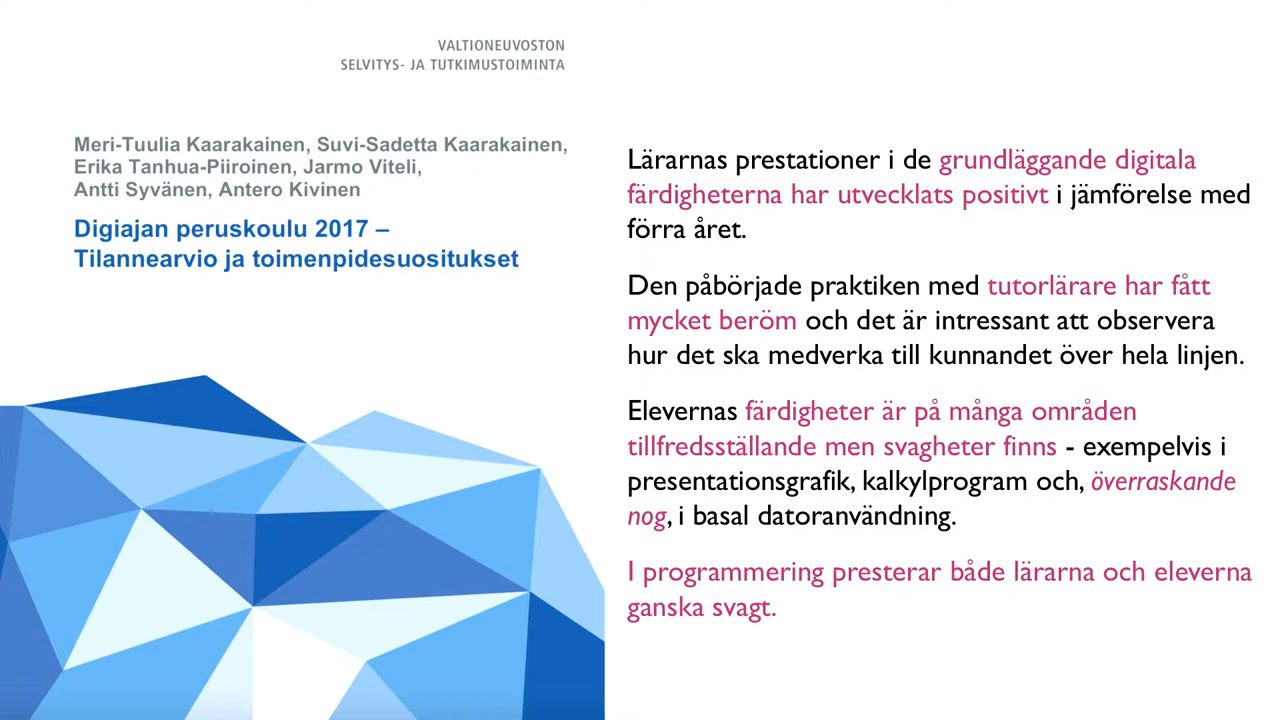 VALTIONEUVOSTON
SELVITYS- JA TUTKIMUSTOIMINTA
Meri-Tuulia Kaarakainen, Suvi-Sadetta Kaarakainen,
Erika Tanhua-Piiroinen, Jarmo Viteli,
Antti Syvänen, Antero Kivinen
Digiajan peruskoulu 2017 –
Tilannearvio ja toimenpidesuositukset
Lärarnas prestationer i de grundläggande digitala
färdigheterna har utvecklats positivt i jämförelse med
förra året.
Den påbörjade praktiken med tutorlärare har fått
mycket beröm och det är intressant att observera
hur det ska medverka till kunnandet över hela linjen.
Elevernas färdigheter är på många områden
tillfredsställande men svagheter finns - exempelvis i
presentationsgrafik, kalkylprogram och, överraskande
nog, i basal datoranvändning.
I programmering presterar både lärarna och eleverna
ganska svagt.